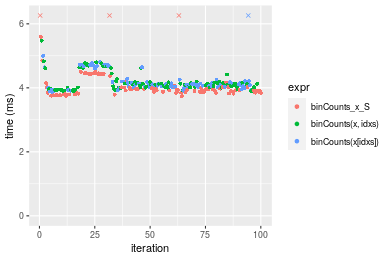 6
4
2
0
time (ms)
0
25
50
75
100
iteration
expr
binCounts_x_S
binCounts(x, idxs)
binCounts(x[idxs])